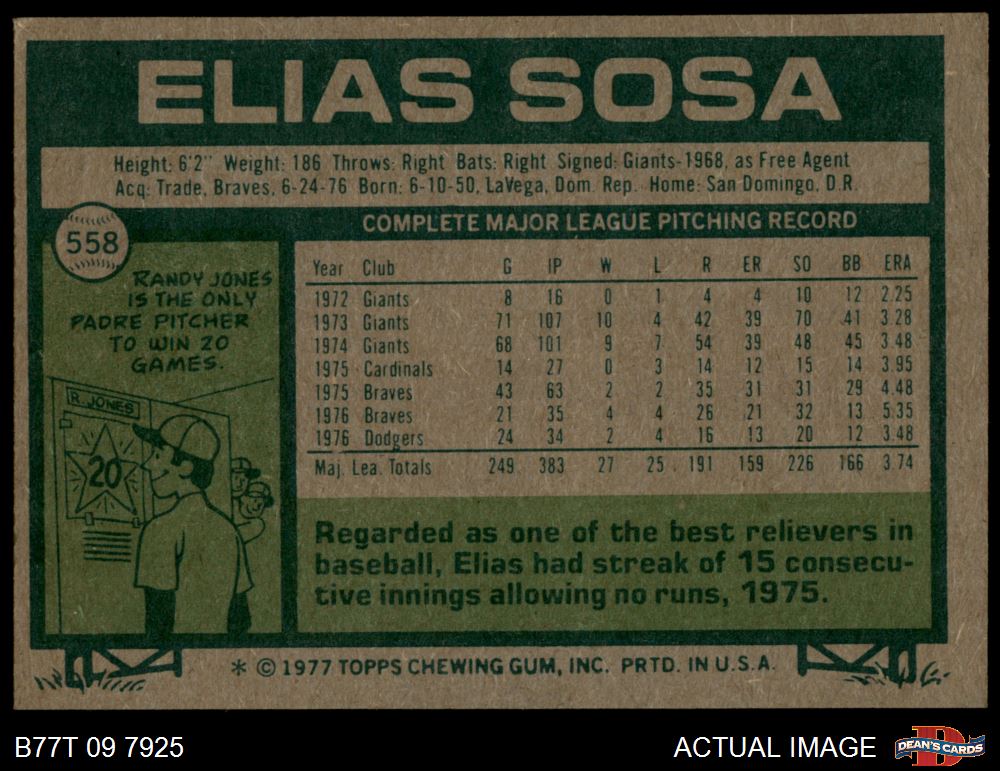 ELIAS SOSA
Height: 6'2" Weight: 186 Throws: Right Bats: Right Signed: Giants-1968, as Free Agent
Acq: Trade, Braves, 6-24-76 Born: 6-10-50, LaVega, Dom. Rep. Home: San Domingo, D.R.
558
RANDY JONES
IS THE ONLY
PADRE PITCHER
TO WIN 20
GAMES.
R. JONES
20
COMPLETE MAJOR LEAGUE PITCHING RECORD
Year Club G IP W L R ER SO BB ERA
1972 Giants 8 16 0 1 4 4 10 12 2.25
1973 Giants 71 107 10 4 42 39 70 41 3.28
1974 Giants 68 101 9 7 54 39 48 45 3.48
1975 Cardinals 14 27 0 3 14 12 15 14 3.95
1975 Braves 43 63 2 2 35 31 31 29 4.48
1976 Braves 21 35 4 4 26 21 32 13 5.35
1976 Dodgers 24 34 2 4 16 13 20 12 3.48
Maj. Lea. Totals 249 383 27 25 191 159 226 166 3.74
Regarded as one of the best relievers in
baseball, Elias had streak of 15 consecu-
tive innings allowing no runs, 1975.
* © 1977 TOPPS CHEWING GUM, INC. PRTD. IN U.S.A.
B77T 09 7925
ACTUAL IMAGE
DEAN'S CARDS